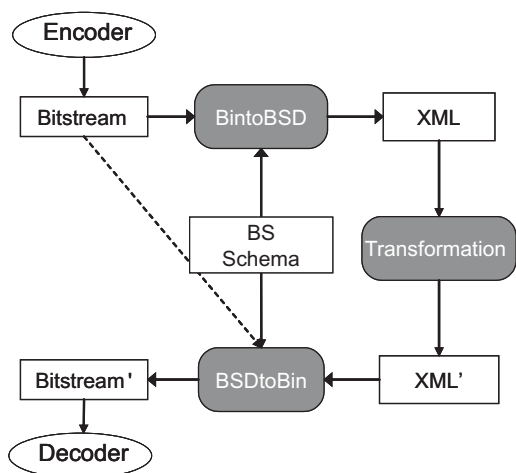 Encoder
Bitstream
BintoBSD
XML
BS
Schema
Transformation
Bitstream'
BSDtoBin
XML’
Decoder